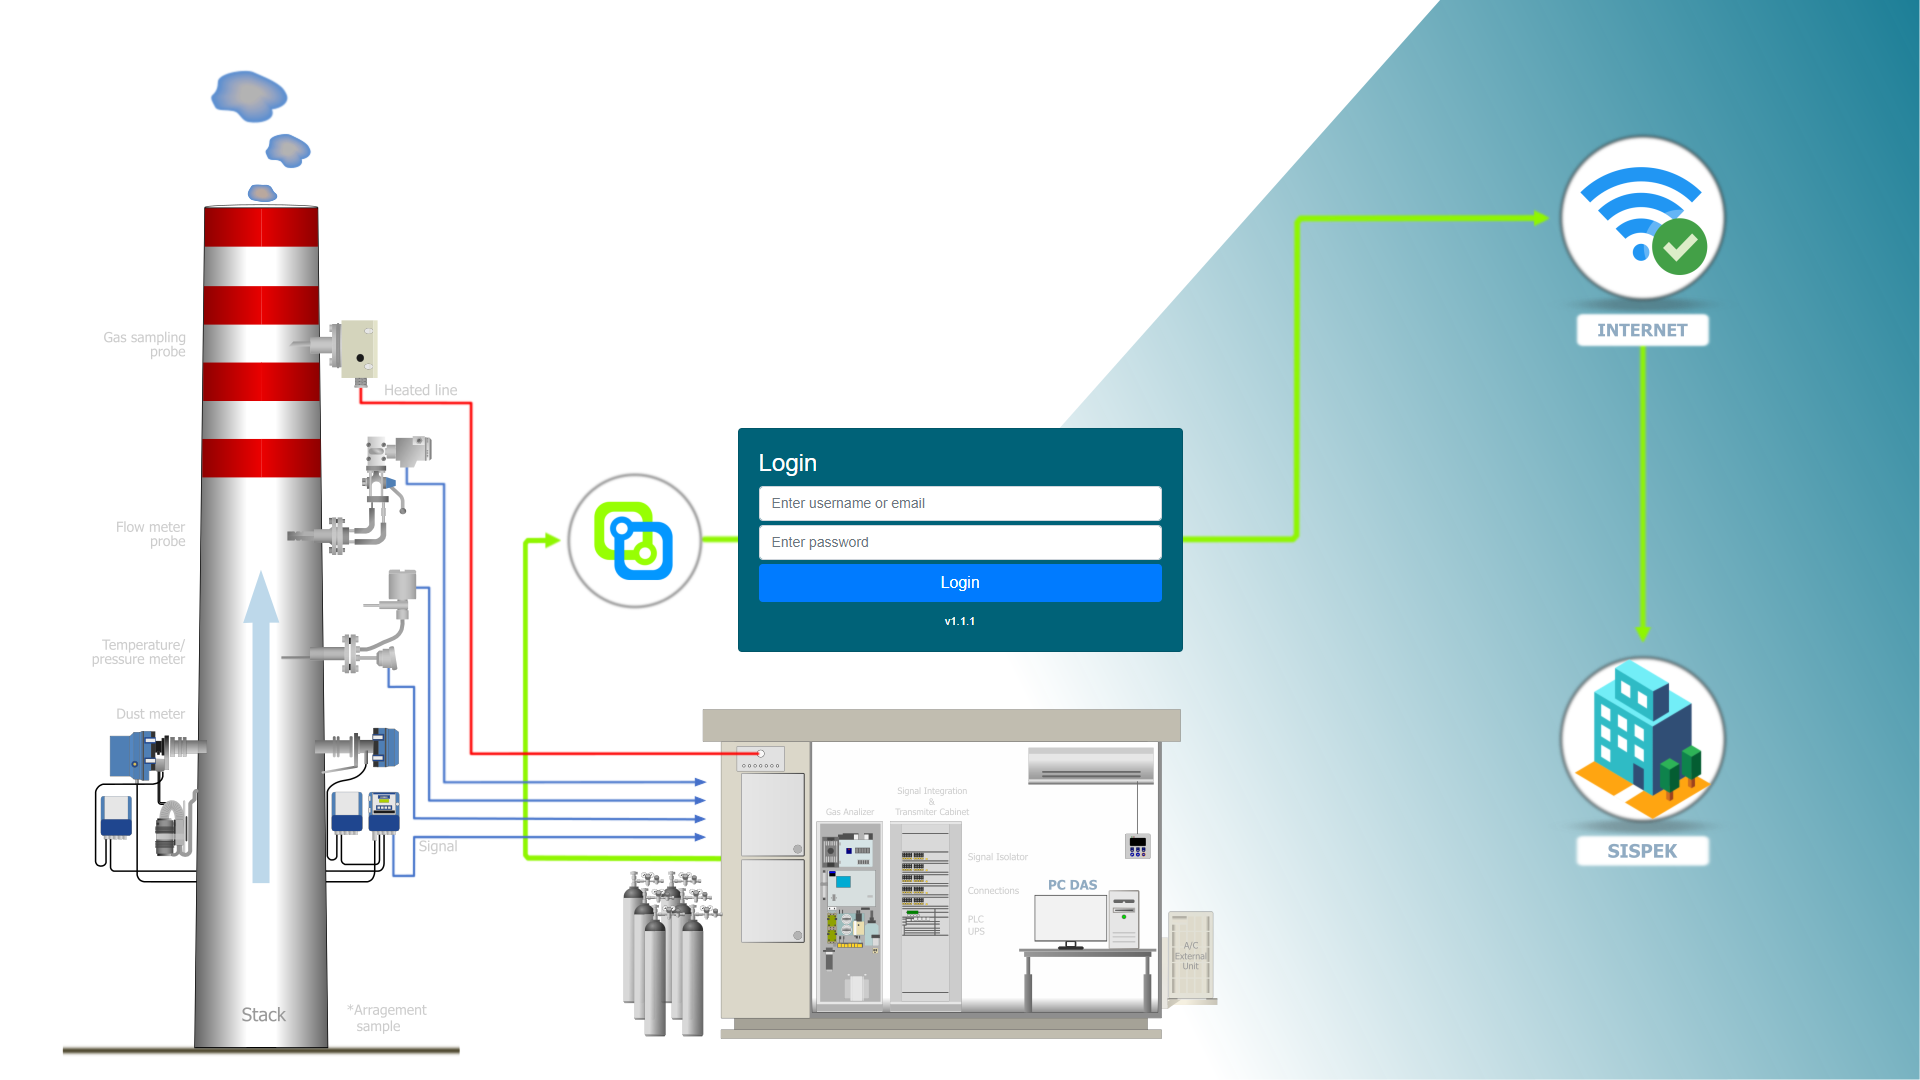 Gas sampling
probe
Heated line
Flow meter
probe
Temperature/
pressure meter
Dust meter
Signal
Stack
*Arragement
sample
Login
Enter username or email
Enter password
Login
v1.1.1
INTERNET
SISPEK
Gas Analizer
Signal Integration
&
Transmiter Cabinet
Signal Isolator
Connections
PLC
UPS
PC DAS
A/C
External
Unit